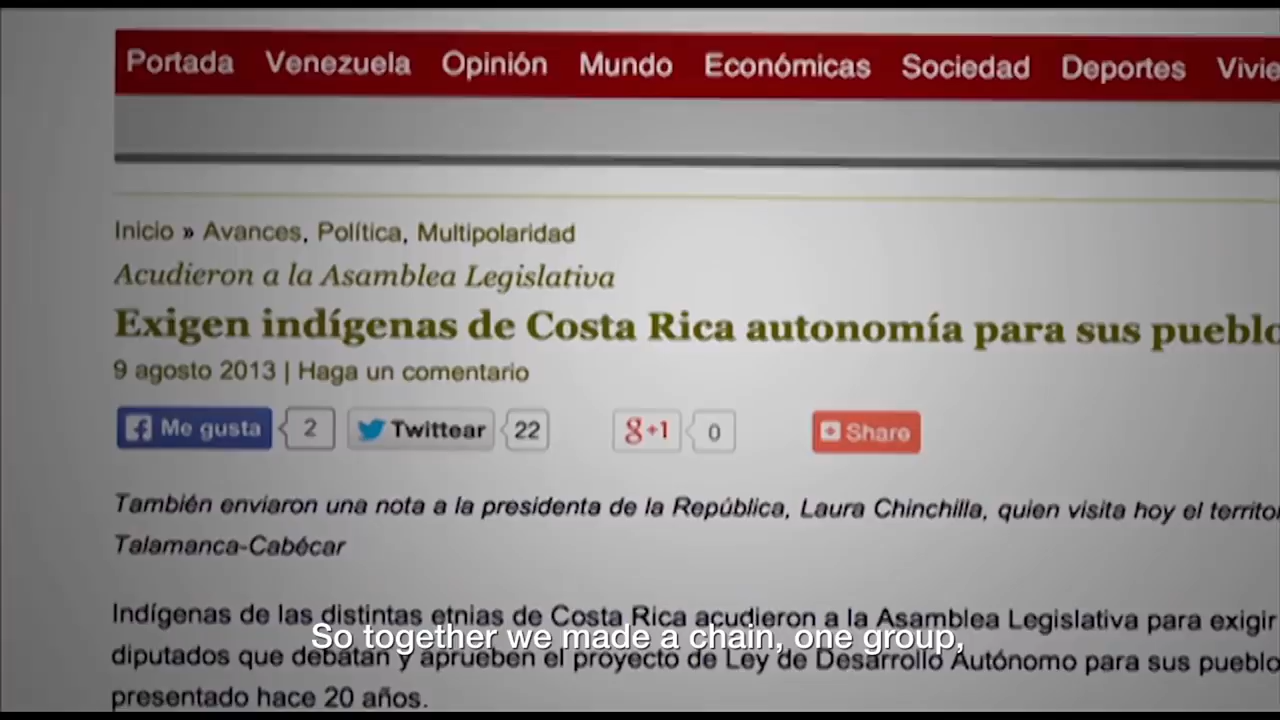 Portada Venezuela Opinión Mundo Económicas Sociedad Deportes Vivie
Inicio » Avances, Política, Multipolaridad
Acudieron a la Asamblea Legislativa
Exigen indígenas de Costa Rica autonomía para sus pueblo
9 agosto 2013 | Haga un comentario
Me gusta 2 Twittear 22 g+1 0 Share
También enviaron una nota a la presidenta de la República, Laura Chinchilla, quien visita hoy el territor
Talamanca-Cabécar
Indígenas de las distintas etnias de Costa Rica acudieron a la Asamblea Legislativa para exigir
So together we made a chain, one group,
diputados que debatan y aprueben el proyecto de Ley de Desarrollo Autónomo para sus pueblo
presentado hace 20 años.